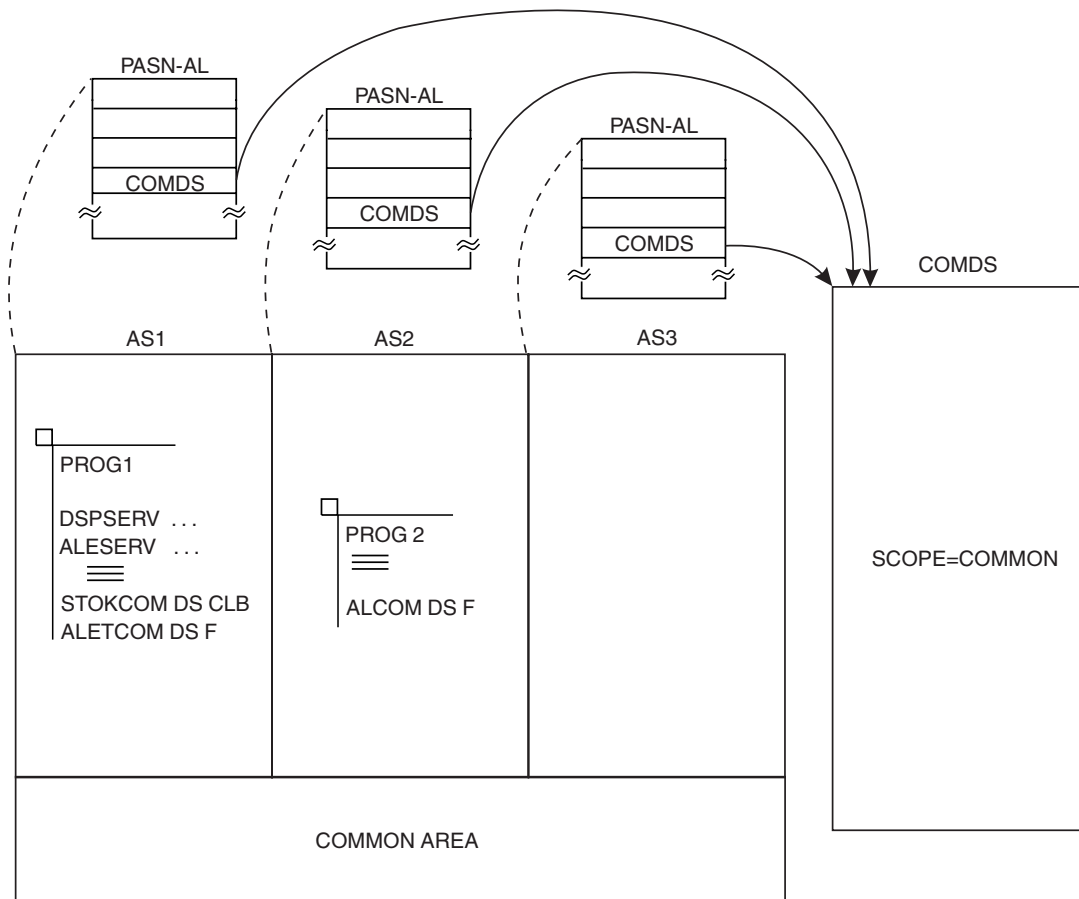 PASN-AL
COMDS
PASN-AL
COMDS
PASN-AL
COMDS
COMDS
AS1
AS2
AS3
PROG1
DSPSERV . . .
ALESERV . . .
STOKCOM DS CLB
ALETCOM DS F
PROG 2
ALCOM DS F
SCOPE=COMMON
COMMON AREA